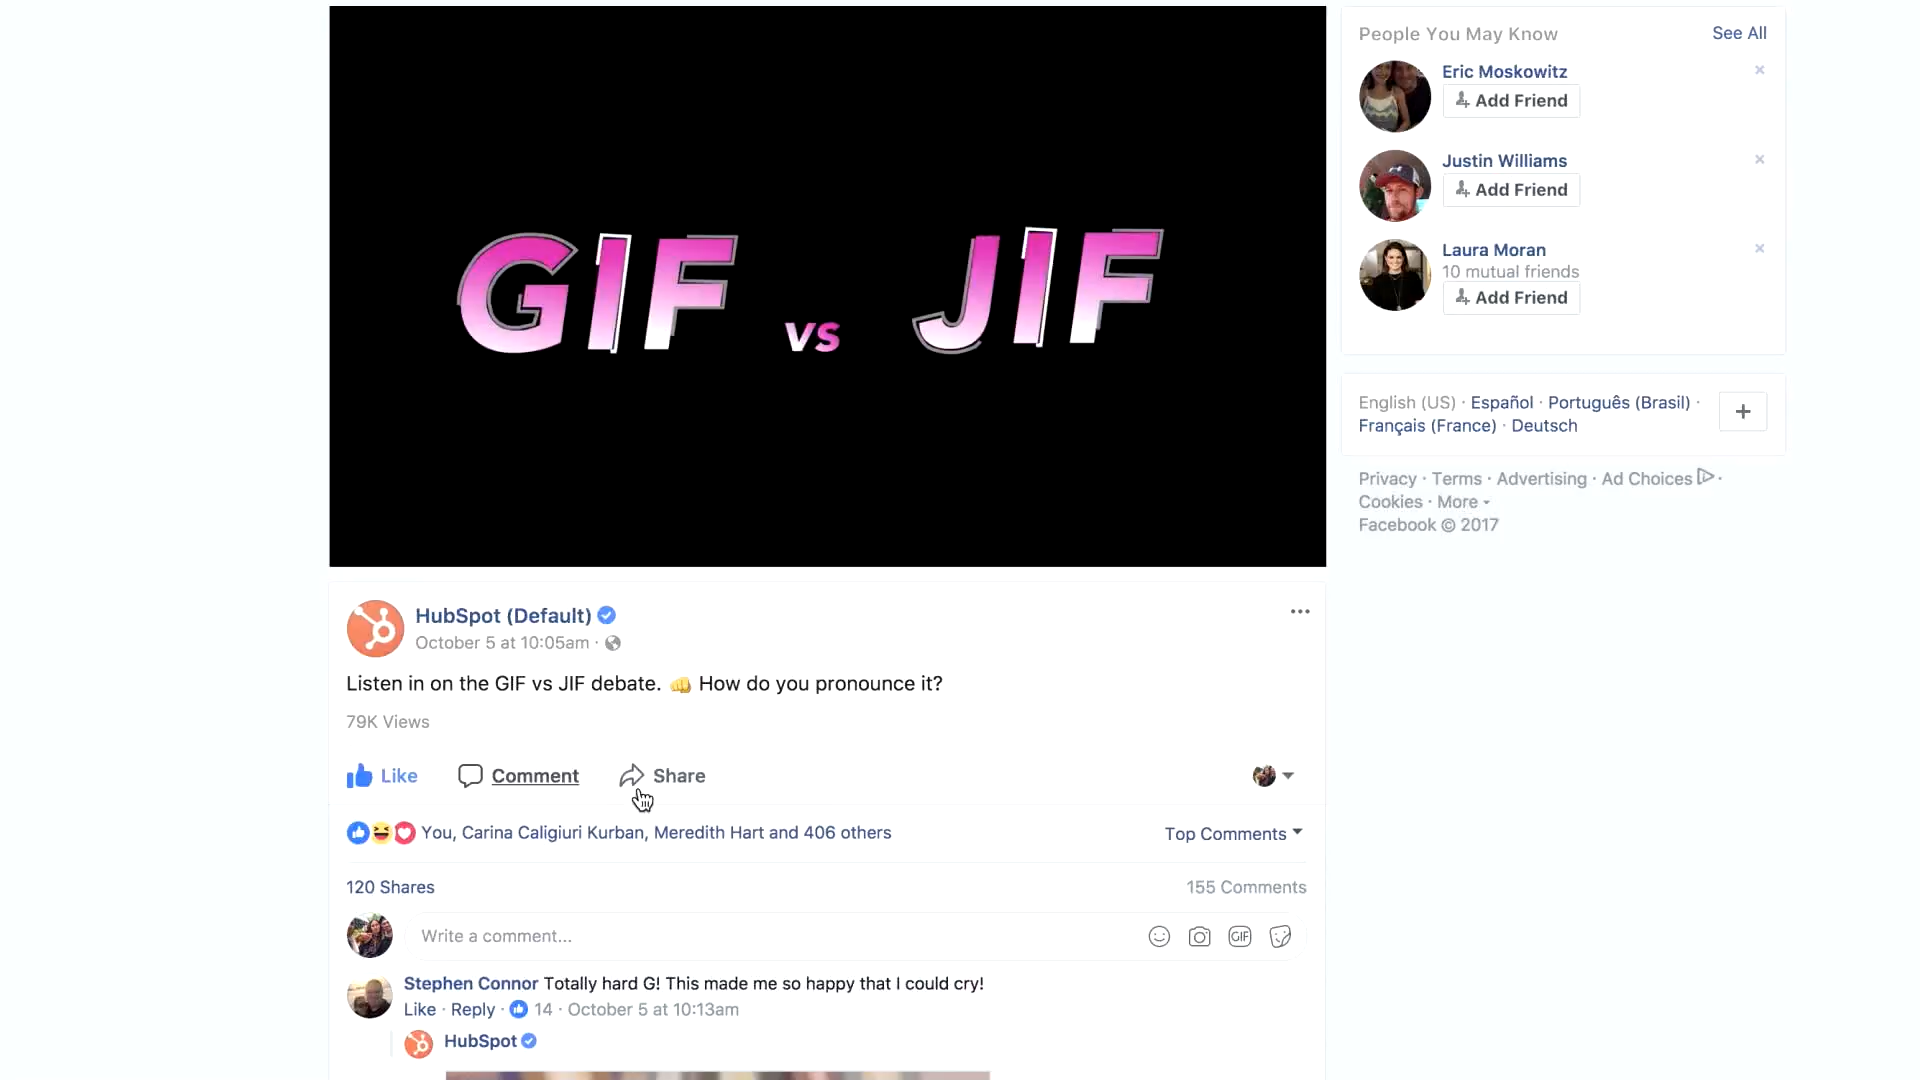 GIF vs JIF
People You May Know
See All
Eric Moskowitz
Add Friend
Justin Williams
Add Friend
Laura Moran
10 mutual friends
Add Friend
English (US) · Español · Português (Brasil) ·
Français (France) · Deutsch
+
Privacy · Terms · Advertising · Ad Choices ·
Cookies · More
Facebook © 2017
HubSpot (Default)
October 5 at 10:05am ·
Listen in on the GIF vs JIF debate. 👊 How do you pronounce it?
79K Views
Like Comment Share
You, Carina Caligiuri Kurban, Meredith Hart and 406 others
Top Comments
120 Shares
155 Comments
Write a comment...
GIF
Stephen Connor Totally hard G! This made me so happy that I could cry!
Like · Reply · 14 · October 5 at 10:13am
HubSpot